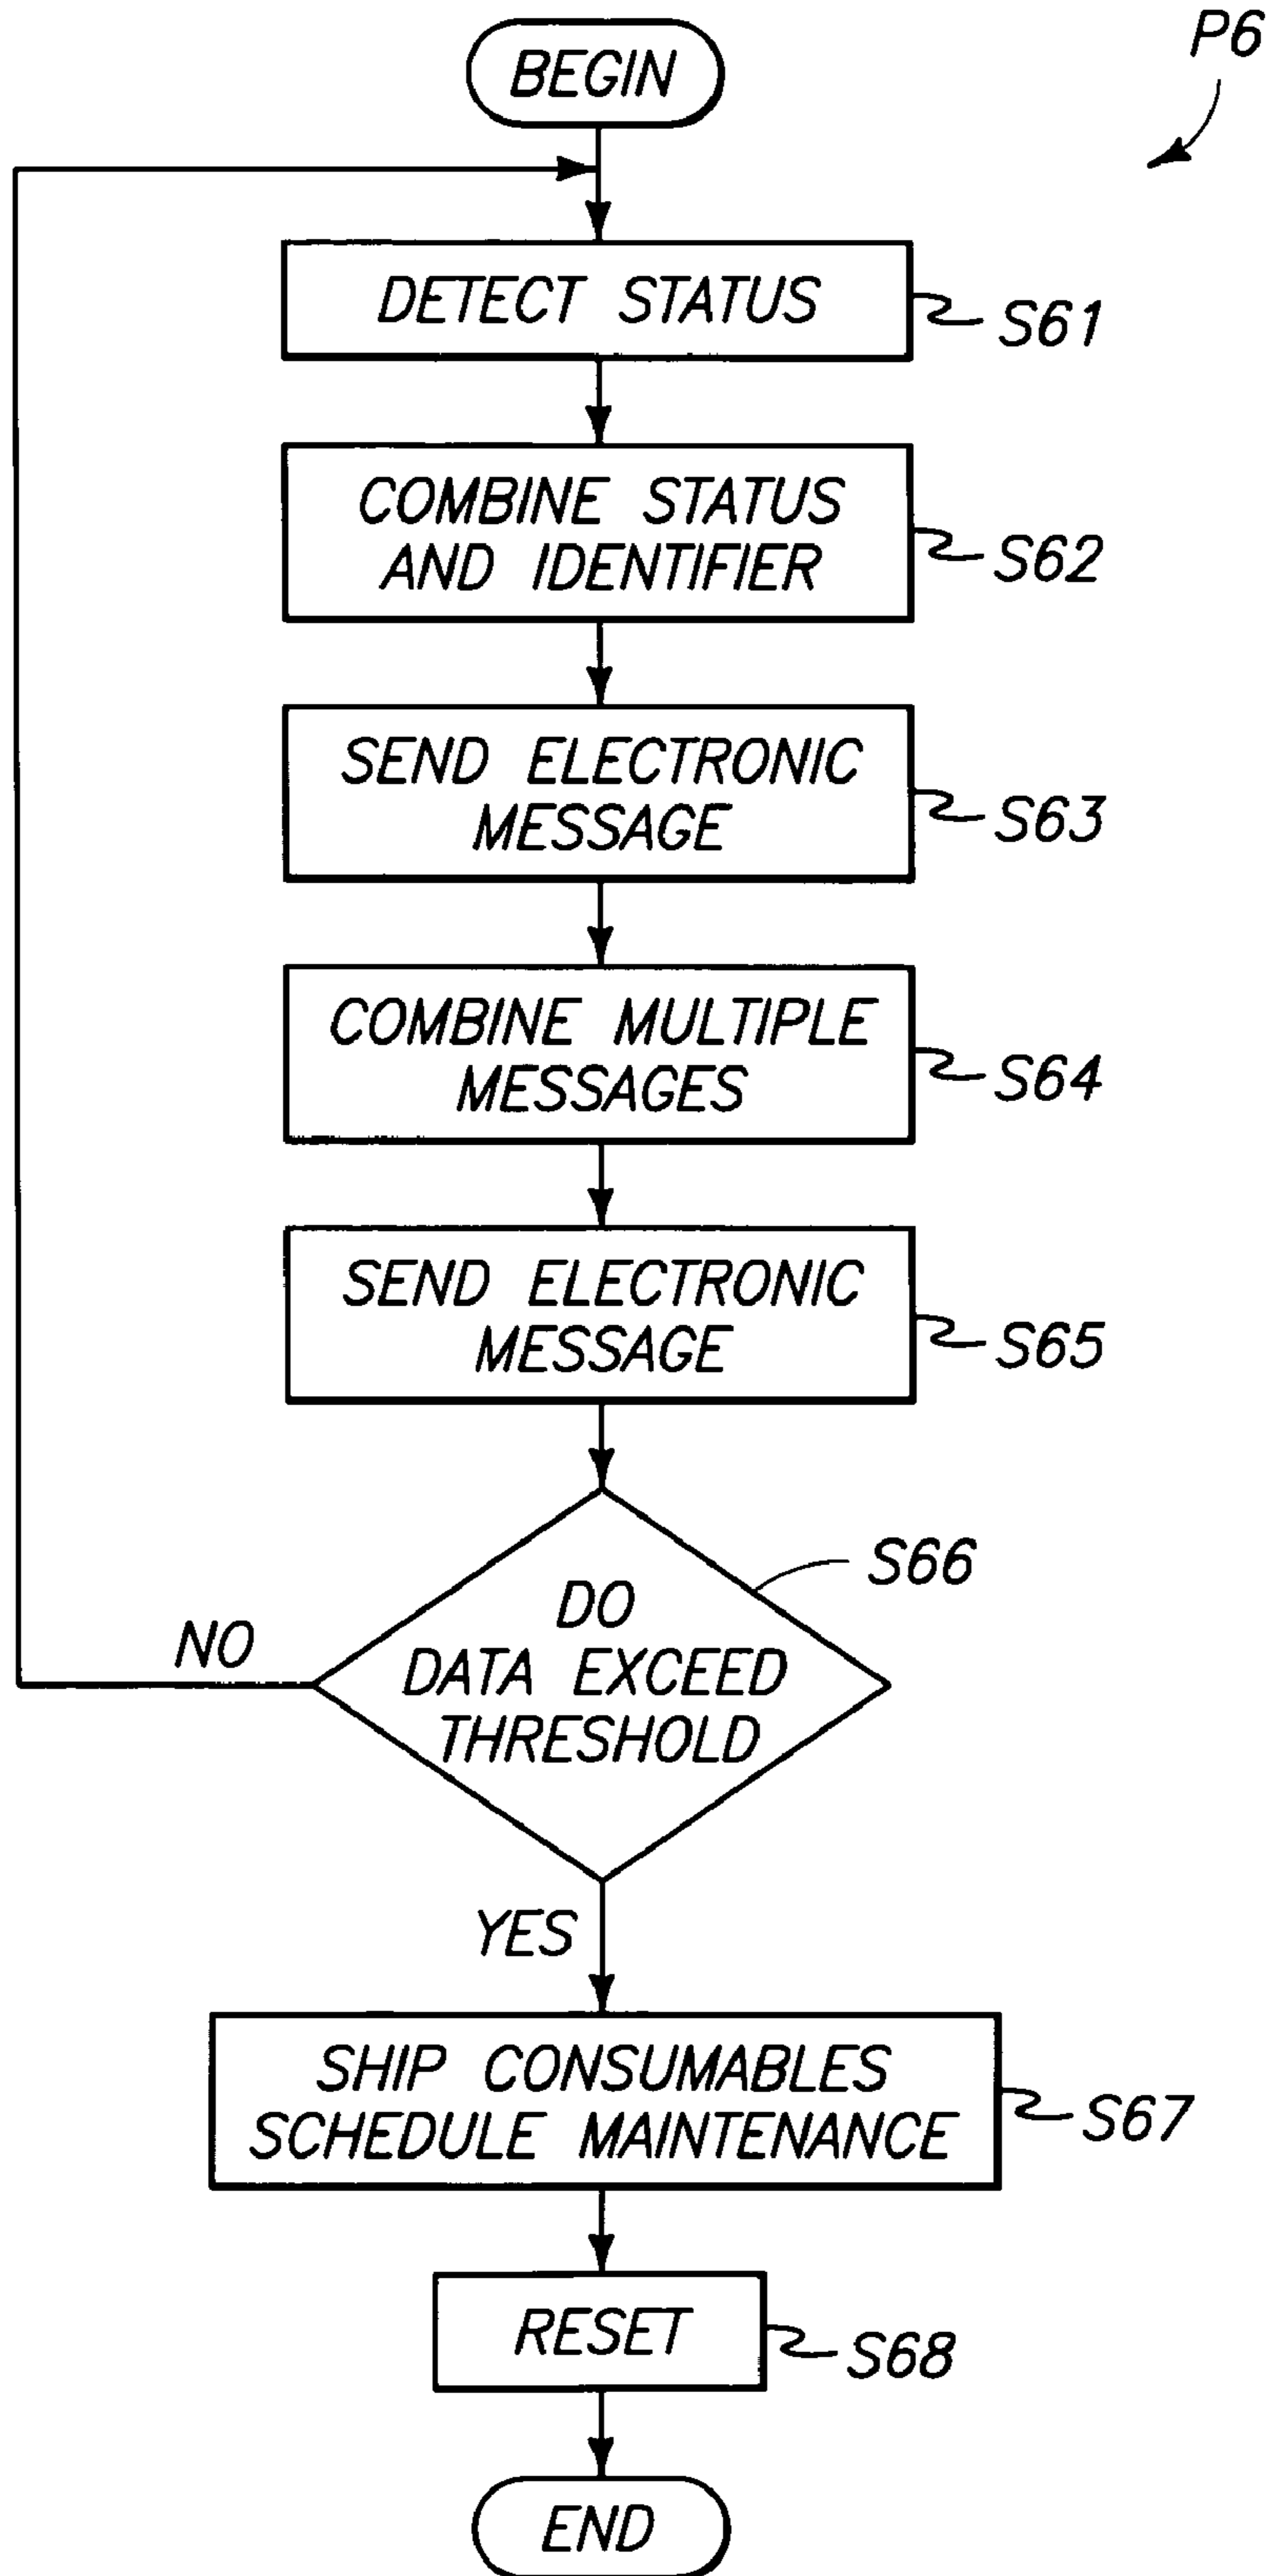 P6
BEGIN
DETECT STATUS
S61
COMBINE STATUS
AND IDENTIFIER
S62
SEND ELECTRONIC
MESSAGE
S63
COMBINE MULTIPLE
MESSAGES
S64
SEND ELECTRONIC
MESSAGE
S65
DO
DATA EXCEED
THRESHOLD
S66
NO
YES
SHIP CONSUMABLES
SCHEDULE MAINTENANCE
S67
RESET
S68
END